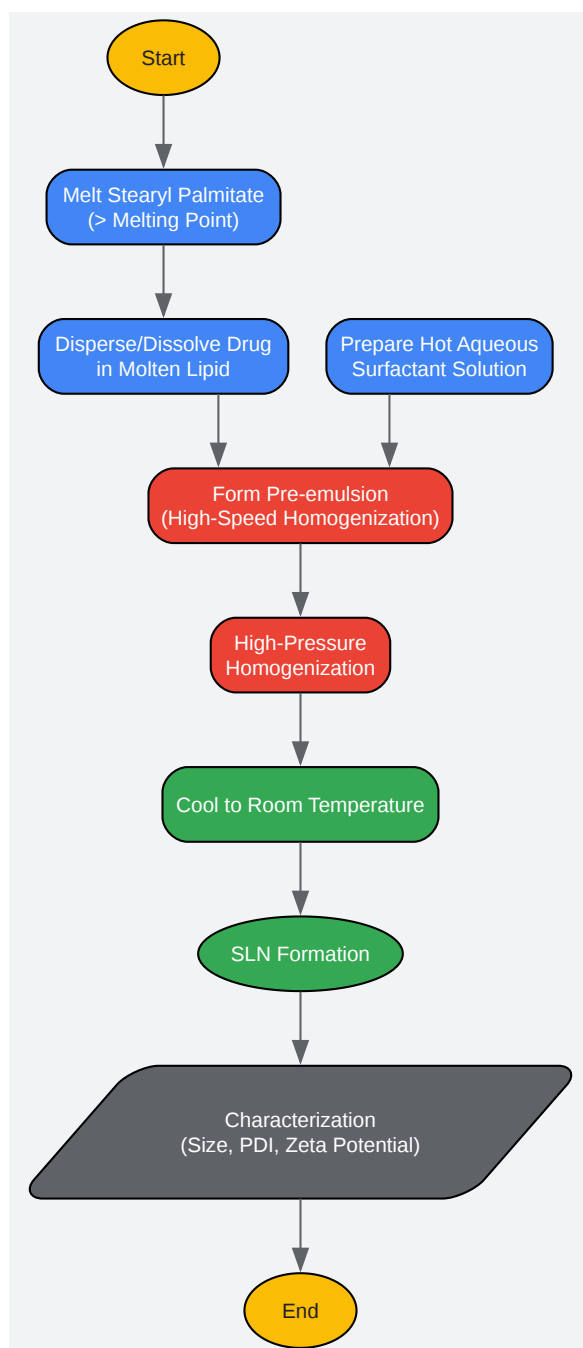 Start
Melt Stearyl Palmitate
(> Melting Point)
Disperse/Dissolve Drug
in Molten Lipid
Prepare Hot Aqueous
Surfactant Solution
Form Pre-emulsion
(High-Speed Homogenization)
High-Pressure
Homogenization
Cool to Room Temperature
SLN Formation
Characterization
(Size, PDI, Zeta Potential)
End